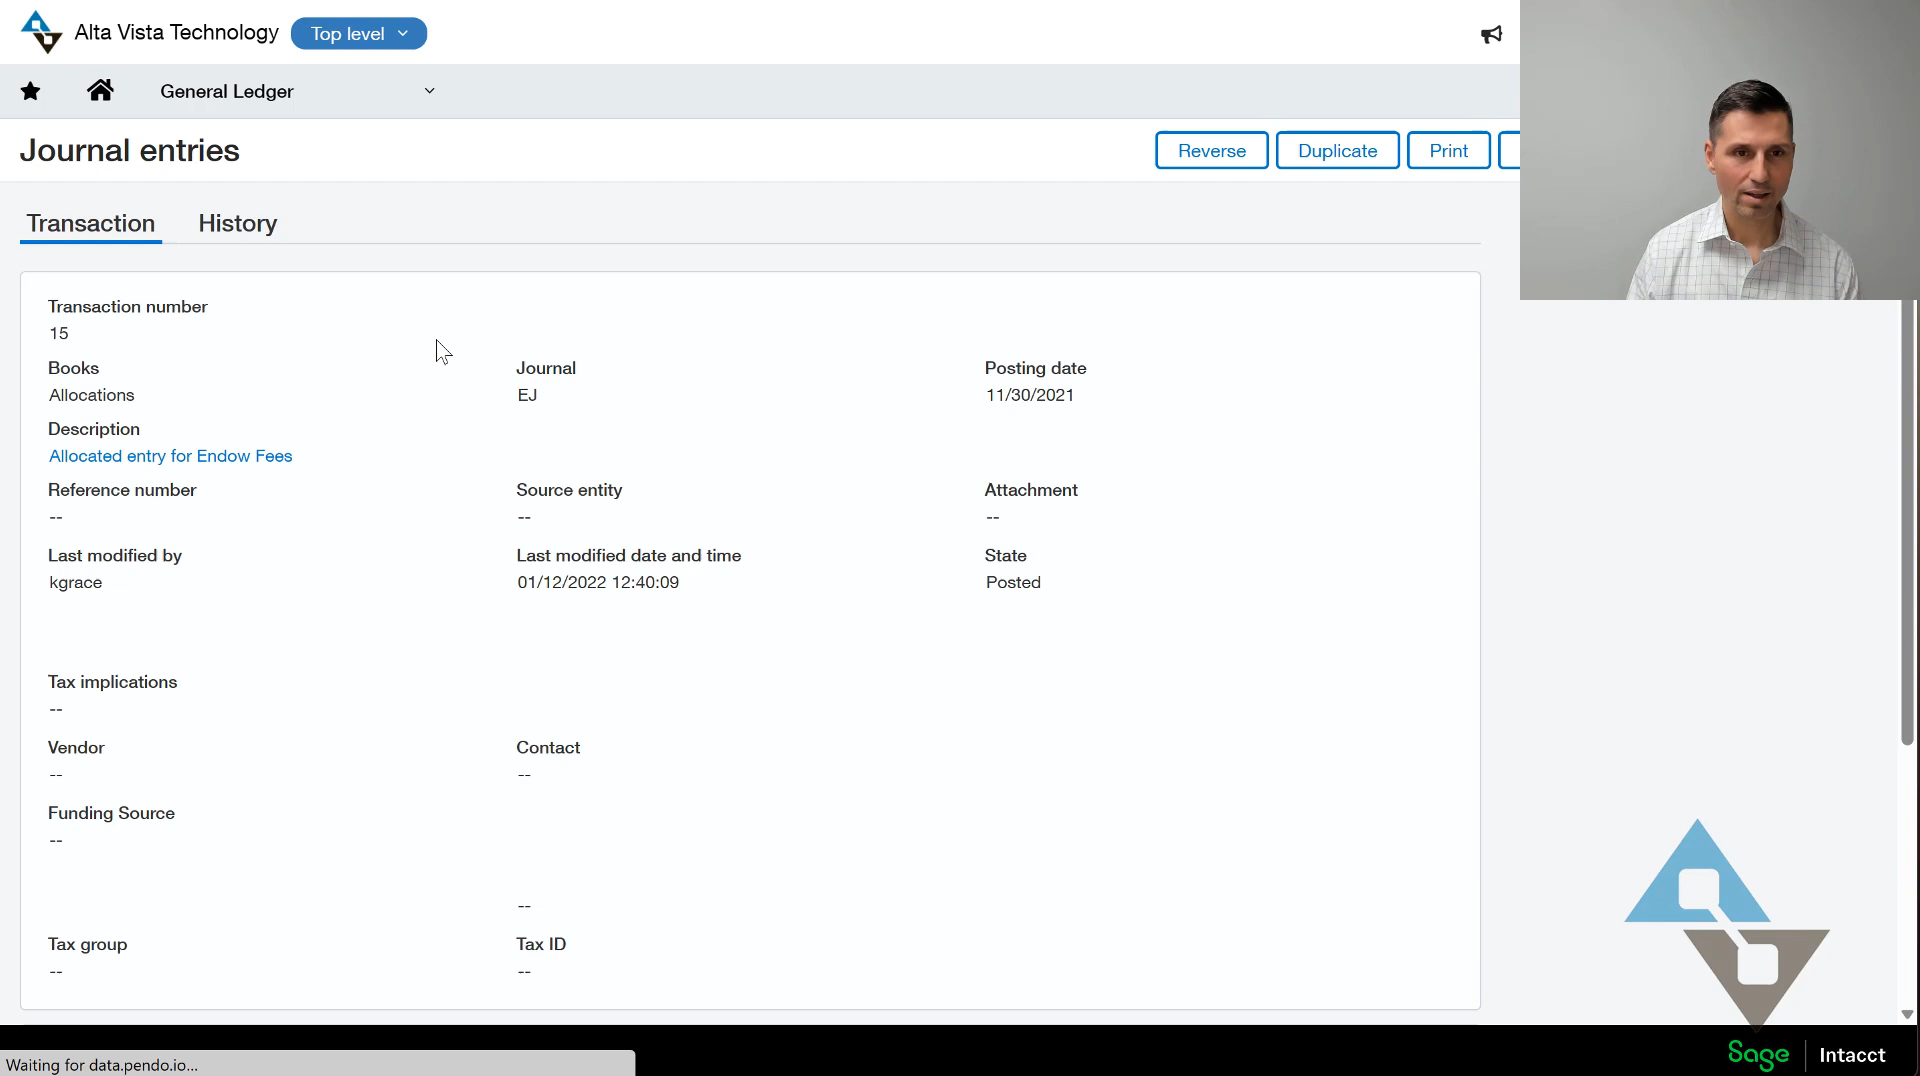 Alta Vista Technology Top level
General Ledger
Journal entries Reverse Duplicate Print
Transaction History
Transaction number
15
Books Journal Posting date
Allocations EJ 11/30/2021
Description
Allocated entry for Endow Fees
Reference number Source entity Attachment
-- -- --
Last modified by Last modified date and time State
kgrace 01/12/2022 12:40:09 Posted
Tax implications
--
Vendor Contact
-- --
Funding Source
--
--
Tax group Tax ID
-- --
Sage Intacct
Waiting for data.pendo.io...